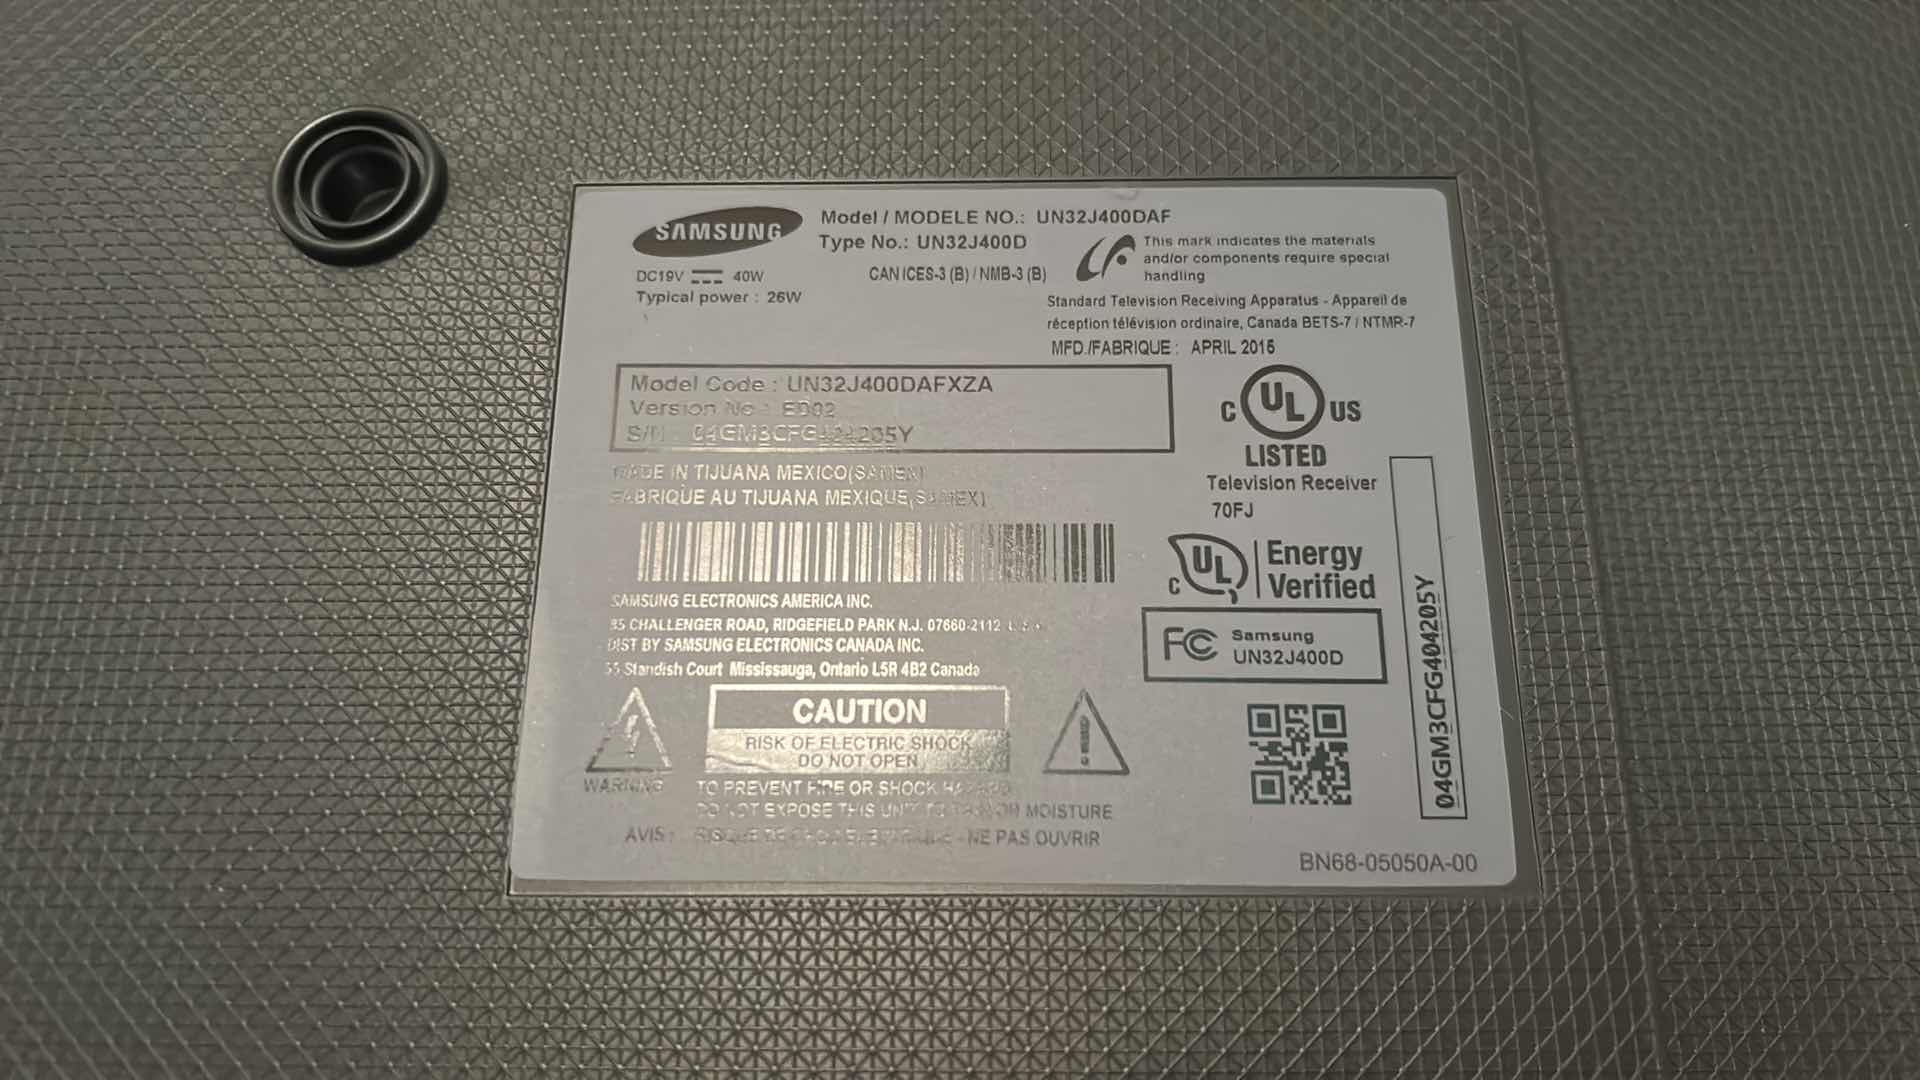 SAMSUNG
Model / MODELE NO.: UN32J400DAF
Type No.: UN32J400D
DC19V 40W
CAN ICES-3 (B) / NMB-3 (B)
Typical power : 26W
This mark indicates the materials
and/or components require special
handling
Standard Television Receiving Apparatus - Appareil de
réception télévision ordinaire, Canada BETS-7 / NTMR-7
MFD./FABRIQUE : APRIL 2015
Model Code : UN32J400DAFXZA
Version No : ED02
S/N : 04GM3CFG404205Y
MADE IN TIJUANA MEXICO(SAMEX)
FABRIQUE AU TIJUANA MEXIQUE(SAMEX)
SAMSUNG ELECTRONICS AMERICA INC.
85 CHALLENGER ROAD, RIDGEFIELD PARK N.J. 07660-2112 U.S.A.
DIST BY SAMSUNG ELECTRONICS CANADA INC.
55 Standish Court Mississauga, Ontario L5R 4B2 Canada
C UL US
LISTED
Television Receiver
70FJ
C UL Energy
Verified
FC Samsung
UN32J400D
04GM3CFG404205Y
CAUTION
RISK OF ELECTRIC SHOCK
DO NOT OPEN
WARNING TO PREVENT FIRE OR SHOCK HAZARD
DO NOT EXPOSE THIS UNIT TO RAIN OR MOISTURE
AVIS : RISQUE DE CHOC ELECTRIQUE - NE PAS OUVRIR
BN68-05050A-00